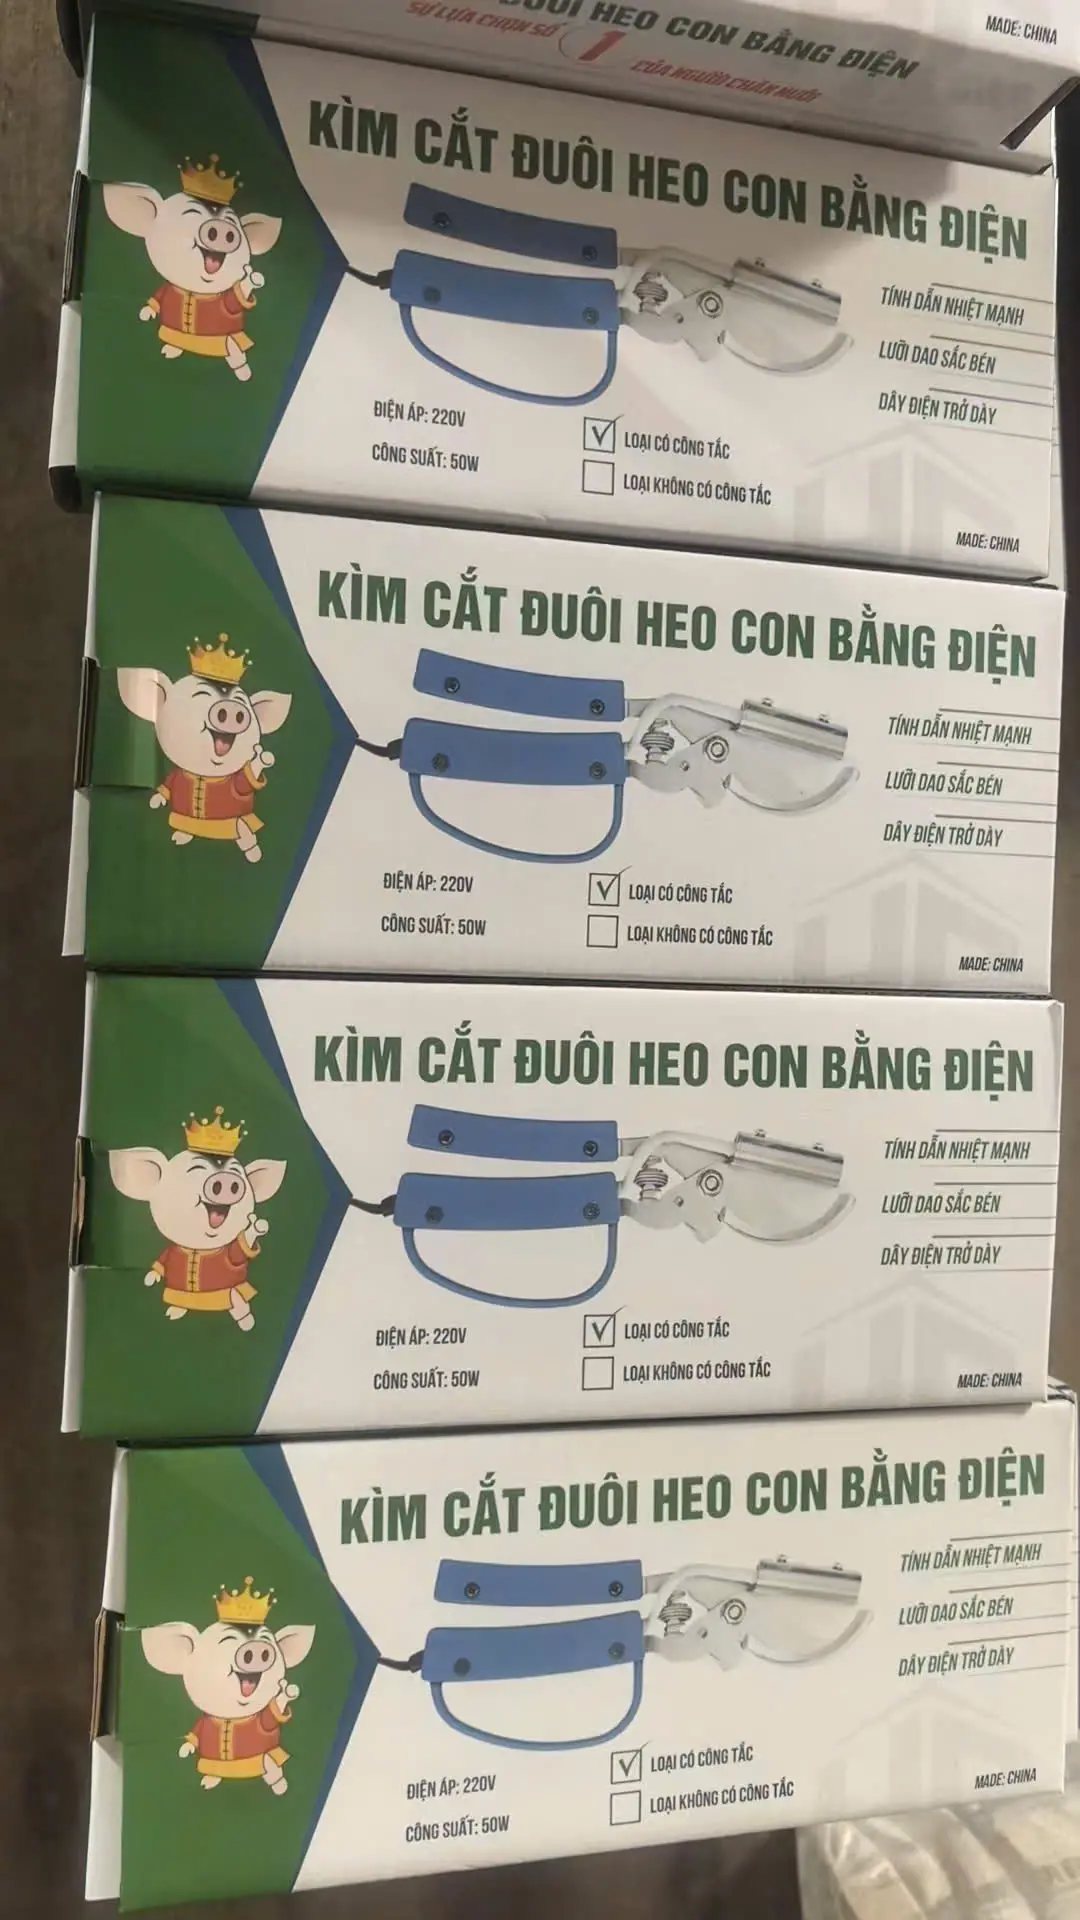 HEO CON BẰNG ĐIỆN
SỰ LỰA CHỌN SỐ 1 CỦA NGƯỜI CHĂN NUÔI
MADE: CHINA
KÌM CẮT ĐUÔI HEO CON BẰNG ĐIỆN
TÍNH DẪN NHIỆT MẠNH
LƯỠI DAO SẮC BÉN
DÂY ĐIỆN TRỞ DÀY
ĐIỆN ÁP: 220V
CÔNG SUẤT: 50W
LOẠI CÓ CÔNG TẮC
LOẠI KHÔNG CÓ CÔNG TẮC
MADE: CHINA
KÌM CẮT ĐUÔI HEO CON BẰNG ĐIỆN
TÍNH DẪN NHIỆT MẠNH
LƯỠI DAO SẮC BÉN
DÂY ĐIỆN TRỞ DÀY
ĐIỆN ÁP: 220V
CÔNG SUẤT: 50W
LOẠI CÓ CÔNG TẮC
LOẠI KHÔNG CÓ CÔNG TẮC
MADE: CHINA
KÌM CẮT ĐUÔI HEO CON BẰNG ĐIỆN
TÍNH DẪN NHIỆT MẠNH
LƯỠI DAO SẮC BÉN
DÂY ĐIỆN TRỞ DÀY
ĐIỆN ÁP: 220V
CÔNG SUẤT: 50W
LOẠI CÓ CÔNG TẮC
LOẠI KHÔNG CÓ CÔNG TẮC
MADE: CHINA
KÌM CẮT ĐUÔI HEO CON BẰNG ĐIỆN
TÍNH DẪN NHIỆT MẠNH
LƯỠI DAO SẮC BÉN
DÂY ĐIỆN TRỞ DÀY
ĐIỆN ÁP: 220V
CÔNG SUẤT: 50W
LOẠI CÓ CÔNG TẮC
LOẠI KHÔNG CÓ CÔNG TẮC
MADE: CHINA